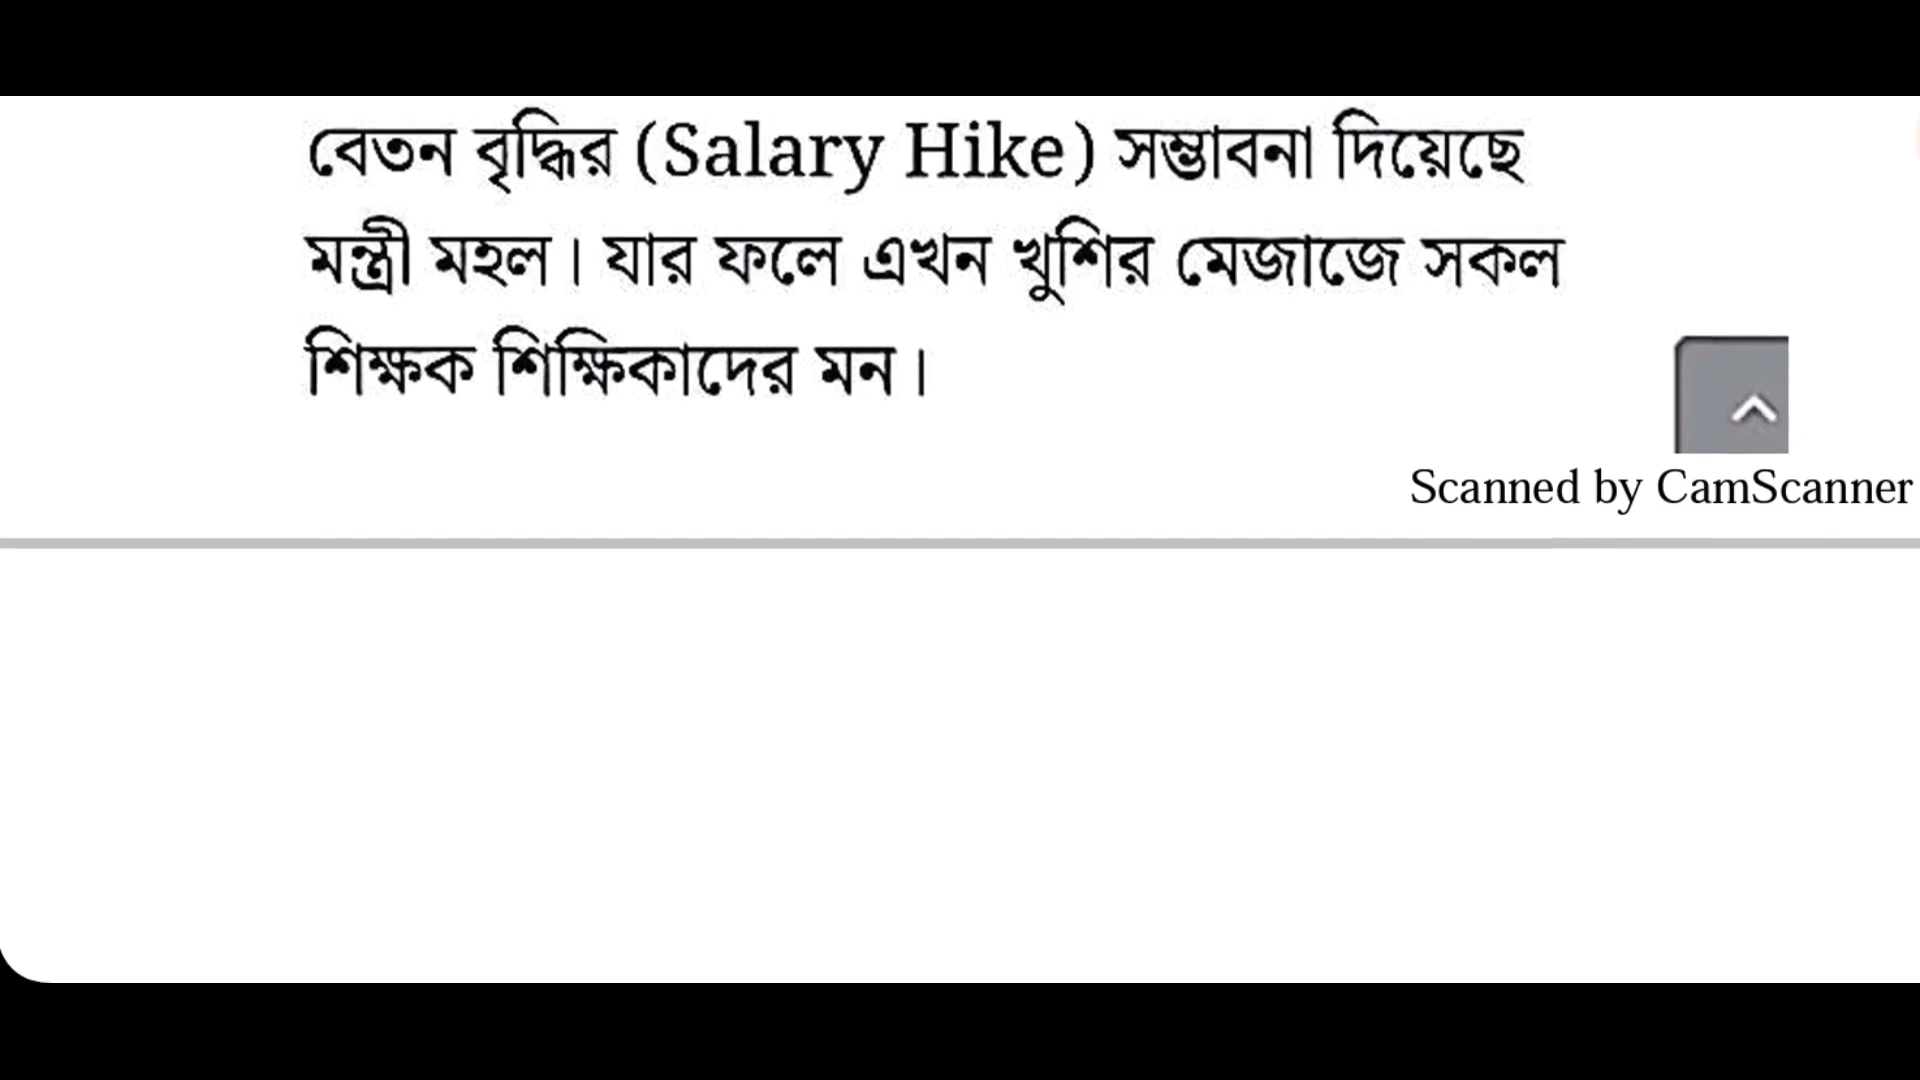 বেতন বৃদ্ধির (Salary Hike) সম্ভাবনা দিয়েছে
মন্ত্রী মহল। যার ফলে এখন খুশির মেজাজে সকল
শিক্ষক শিক্ষিকাদের মন।
Scanned by CamScanner